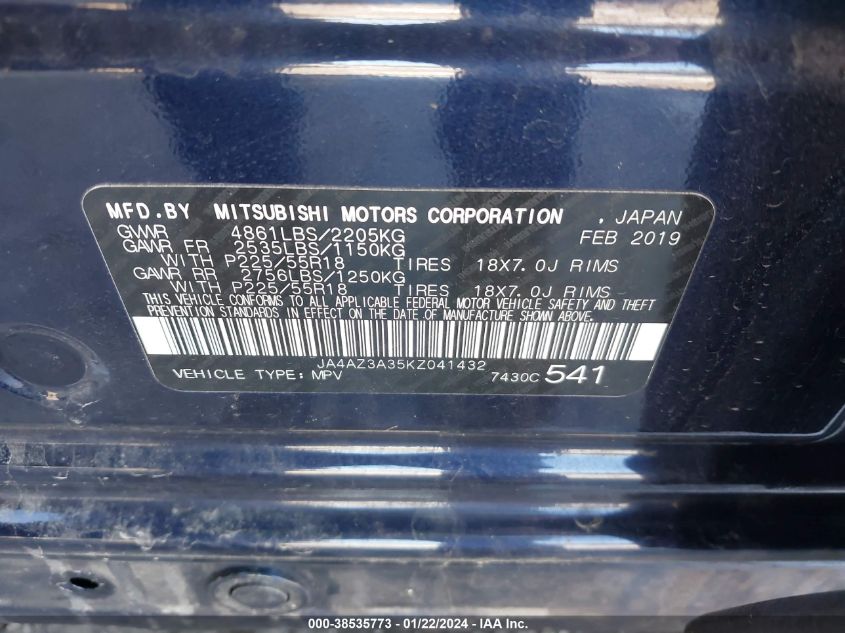 MFD.BY MITSUBISHI MOTORS CORPORATION . JAPAN
GVWR 4861LBS/2205KG FEB 2019
GAWR FR 2535LBS/1150KG
WITH P225/55R18 TIRES 18X7.0J RIMS
GAWR RR 2756LBS/1250KG
WITH P225/55R18 TIRES 18X7.0J RIMS
THIS VEHICLE CONFORMS TO ALL APPLICABLE FEDERAL MOTOR VEHICLE SAFETY AND THEFT
PREVENTION STANDARDS IN EFFECT ON THE DATE OF MANUFACTURE SHOWN ABOVE.
JA4AZ3A35KZ041432
VEHICLE TYPE: MPV 7430C 541
000-38535773 - 01/22/2024 - IAA Inc.